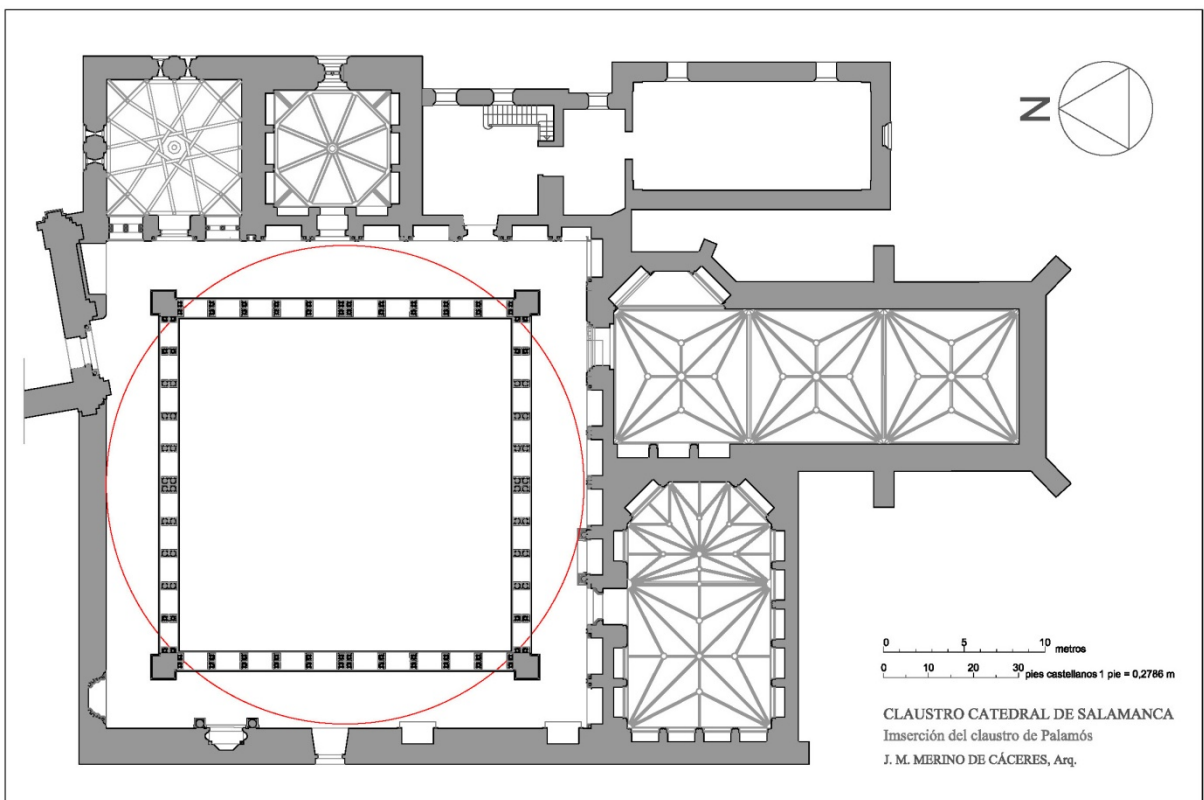 N
0 5 10 metros
0 10 20 30 pies castellanos 1 pie = 0,2786 m
CLAUSTRO CATEDRAL DE SALAMANCA
Imserción del claustro de Palamós
J. M. MERINO DE CÁCERES, Arq.